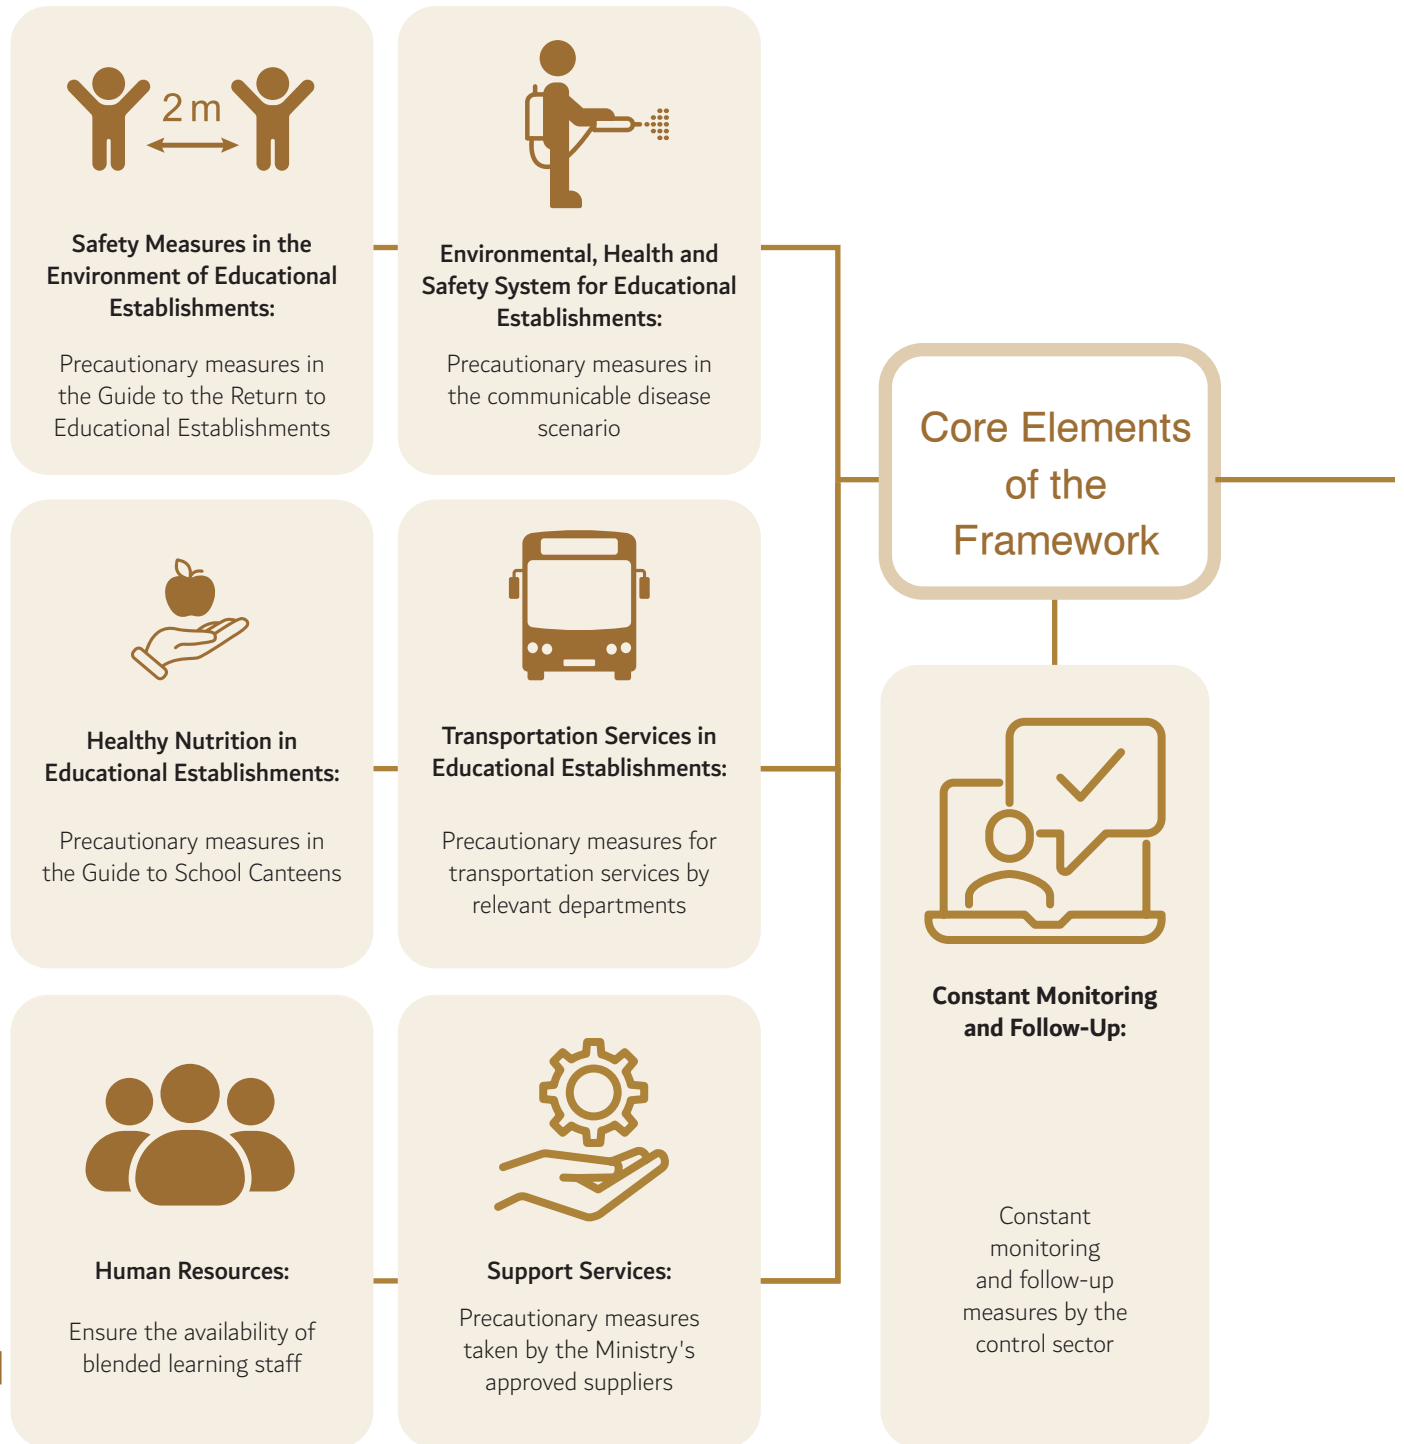 2 m
Safety Measures in the
Environment of Educational
Establishments:
Precautionary measures in
the Guide to the Return to
Educational Establishments
Environmental, Health and
Safety System for Educational
Establishments:
Precautionary measures in
the communicable disease
scenario
Core Elements
of the
Framework
Healthy Nutrition in
Educational Establishments:
Precautionary measures in
the Guide to School Canteens
Transportation Services in
Educational Establishments:
Precautionary measures for
transportation services by
relevant departments
Constant Monitoring
and Follow-Up:
Constant
monitoring
and follow-up
measures by the
control sector
Human Resources:
Ensure the availability of
blended learning staff
Support Services:
Precautionary measures
taken by the Ministry's
approved suppliers